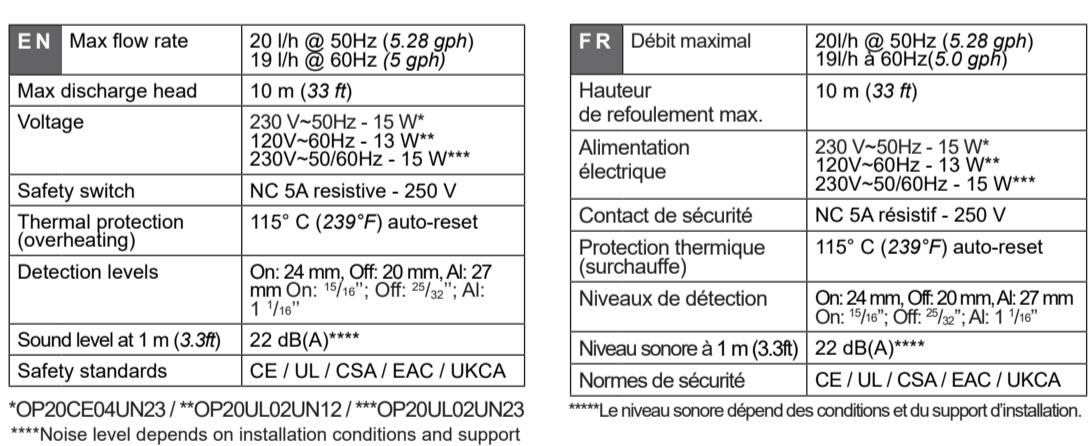 EN Max flow rate 20 l/h @ 50Hz (5.28 gph)
19 l/h @ 60Hz (5 gph)
Max discharge head 10 m (33 ft)
Voltage 230 V~50Hz - 15 W*
120V~60Hz - 13 W**
230V~50/60Hz - 15 W***
Safety switch NC 5A resistive - 250 V
Thermal protection 115° C (239°F) auto-reset
(overheating)
Detection levels On: 24 mm, Off: 20 mm, Al: 27
mm On: 15/16”; Off: 25/32”; Al:
1 1/16”
Sound level at 1 m (3.3ft) 22 dB(A)****
Safety standards CE / UL / CSA / EAC / UKCA
*OP20CE04UN23 / **OP20UL02UN12 / ***OP20UL02UN23
****Noise level depends on installation conditions and support
FR Débit maximal 20l/h @ 50Hz (5.28 gph)
19l/h à 60Hz(5.0 gph)
Hauteur 10 m (33 ft)
de refoulement max.
Alimentation 230 V~50Hz - 15 W*
électrique 120V~60Hz - 13 W**
230V~50/60Hz - 15 W***
Contact de sécurité NC 5A résistif - 250 V
Protection thermique 115° C (239°F) auto-reset
(surchauffe)
Niveaux de détection On: 24 mm, Off: 20 mm, Al: 27 mm
On: 15/16”; Off: 25/32”; Al: 1 1/16”
Niveau sonore à 1 m (3.3ft) 22 dB(A)****
Normes de sécurité CE / UL / CSA / EAC / UKCA
*****Le niveau sonore dépend des conditions et du support d’installation.